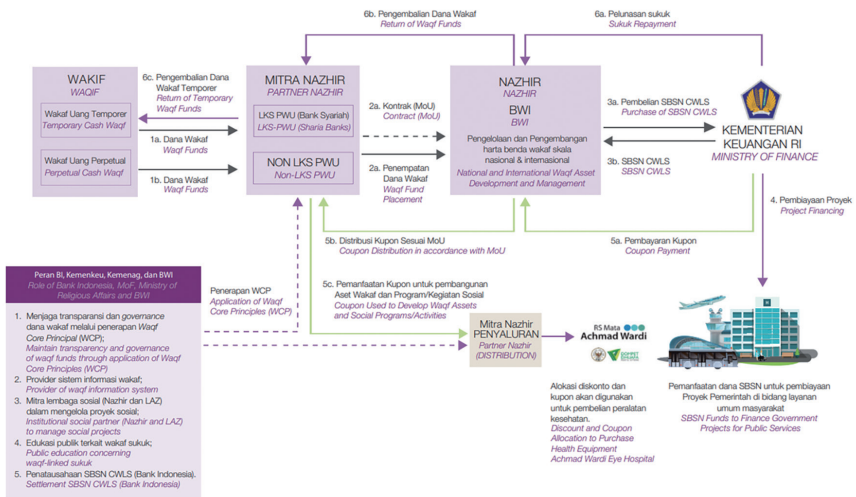 6b. Pengembalian Dana Wakaf
Return of Waqf Funds
6a. Pelunasan sukuk
Sukuk Repayment
WAKIF
WAQIF
Wakaf Uang Temporer
Temporary Cash Waqf
Wakaf Uang Perpetual
Perpetual Cash Waqf
6c. Pengembalian Dana
Wakaf Temporer
Return of Temporary
Waqf Funds
1a. Dana Wakaf
Waqf Funds
1b. Dana Wakaf
Waqf Funds
MITRA NAZHIR
PARTNER NAZHIR
LKS PWU (Bank Syariah)
LKS-PWU (Sharia Banks)
NON LKS PWU
Non-LKS PWU
2a. Kontrak (MoU)
Contract (MoU)
2a. Penempatan
Dana Wakaf
Waqf Fund
Placement
NAZHIR
NAZHIR
BWI
BWI
Pengelolaan dan Pengembangan
harta benda wakaf skala
nasional & internasional
National and International Waqf Asset
Development and Management
3a. Pembelian SBSN CWLS
Purchase of SBSN CWLS
3b. SBSN CWLS
SBSN CWLS
KEMENTERIAN
KEUANGAN RI
MINISTRY OF FINANCE
4. Pembiayaan Proyek
Project Financing
5b. Distribusi Kupon Sesuai MoU
Coupon Distribution in accordance with MoU
5a. Pembayaran Kupon
Coupon Payment
Peran BI, Kemenkeu, Kemenag, dan BWI
Role of Bank Indonesia, MoF, Ministry of
Religious Affairs and BWI
1. Menjaga transparansi dan governance
dana wakaf melalui penerapan Waqf
Core Principal (WCP);
Maintain transparency and governance
of waqf funds through application of Waqf
Core Principles (WCP)
2. Provider sistem informasi wakaf;
Provider of waqf information system
3. Mitra lembaga sosial (Nazhir dan LAZ)
dalam mengelola proyek sosial;
Institutional social partner (Nazhir and LAZ)
to manage social projects
4. Edukasi publik terkait wakaf sukuk;
Public education concerning
waqf-linked sukuk
5. Penatausahaan SBSN CWLS (Bank Indonesia).
Settlement SBSN CWLS (Bank Indonesia)
Penerapan WCP
Application of Waqf
Core Principles (WCP)
5c. Pemanfaatan Kupon untuk pembangunan
Aset Wakaf dan Program/Kegiatan Sosial
Coupon Used to Develop Waqf Assets
and Social Programs/Activities
Mitra Nazhir
PENYALURAN
Partner Nazhir
(DISTRIBUTION)
RS Mata
Achmad Wardi
Alokasi diskonto dan
kupon akan digunakan
untuk pembelian peralatan
kesehatan.
Discount and Coupon
Allocation to Purchase
Health Equipment
Achmad Wardi Eye Hospital
Pemanfaatan dana SBSN untuk pembiayaan
Proyek Pemerintah di bidang layanan
umum masyarakat
SBSN Funds to Finance Government
Projects for Public Services